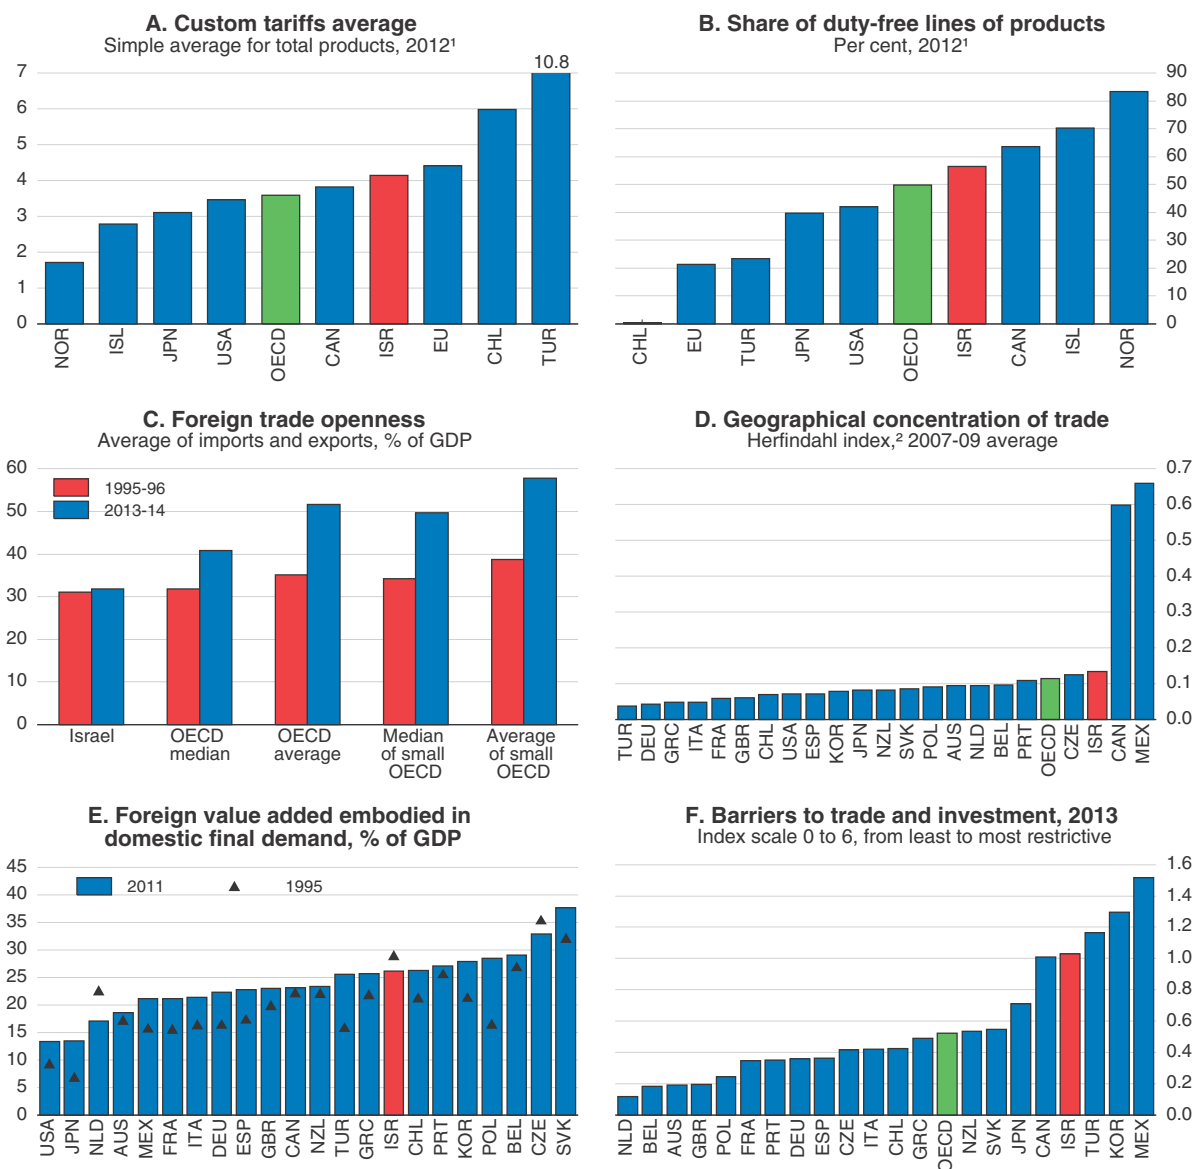 A. Custom tariffs average
Simple average for total products, 2012¹
7
6
5
4
3
2
1
0
10.8
NOR
ISL
JPN
USA
OECD
CAN
ISR
EU
CHL
TUR
B. Share of duty-free lines of products
Per cent, 2012¹
90
80
70
60
50
40
30
20
10
0
CHL
EU
TUR
JPN
USA
OECD
ISR
CAN
ISL
NOR
C. Foreign trade openness
Average of imports and exports, % of GDP
60
50
40
30
20
10
0
1995-96
2013-14
Israel
OECD
median
OECD
average
Median
of small
OECD
Average
of small
OECD
D. Geographical concentration of trade
Herfindahl index,² 2007-09 average
0.7
0.6
0.5
0.4
0.3
0.2
0.1
0.0
TUR
DEU
GRC
ITA
FRA
GBR
CHL
USA
ESP
KOR
JPN
NZL
SVK
POL
AUS
NLD
BEL
PRT
OECD
CZE
ISR
CAN
MEX
E. Foreign value added embodied in
domestic final demand, % of GDP
45
40
35
30
25
20
15
10
5
0
2011
1995
USA
JPN
NLD
AUS
MEX
FRA
ITA
DEU
ESP
GBR
CAN
NZL
TUR
GRC
ISR
CHL
PRT
KOR
POL
BEL
CZE
SVK
F. Barriers to trade and investment, 2013
Index scale 0 to 6, from least to most restrictive
1.6
1.4
1.2
1.0
0.8
0.6
0.4
0.2
0.0
NLD
BEL
AUS
GBR
POL
FRA
PRT
DEU
ESP
CZE
ITA
CHL
GRC
OECD
NZL
SVK
JPN
CAN
ISR
TUR
KOR
MEX